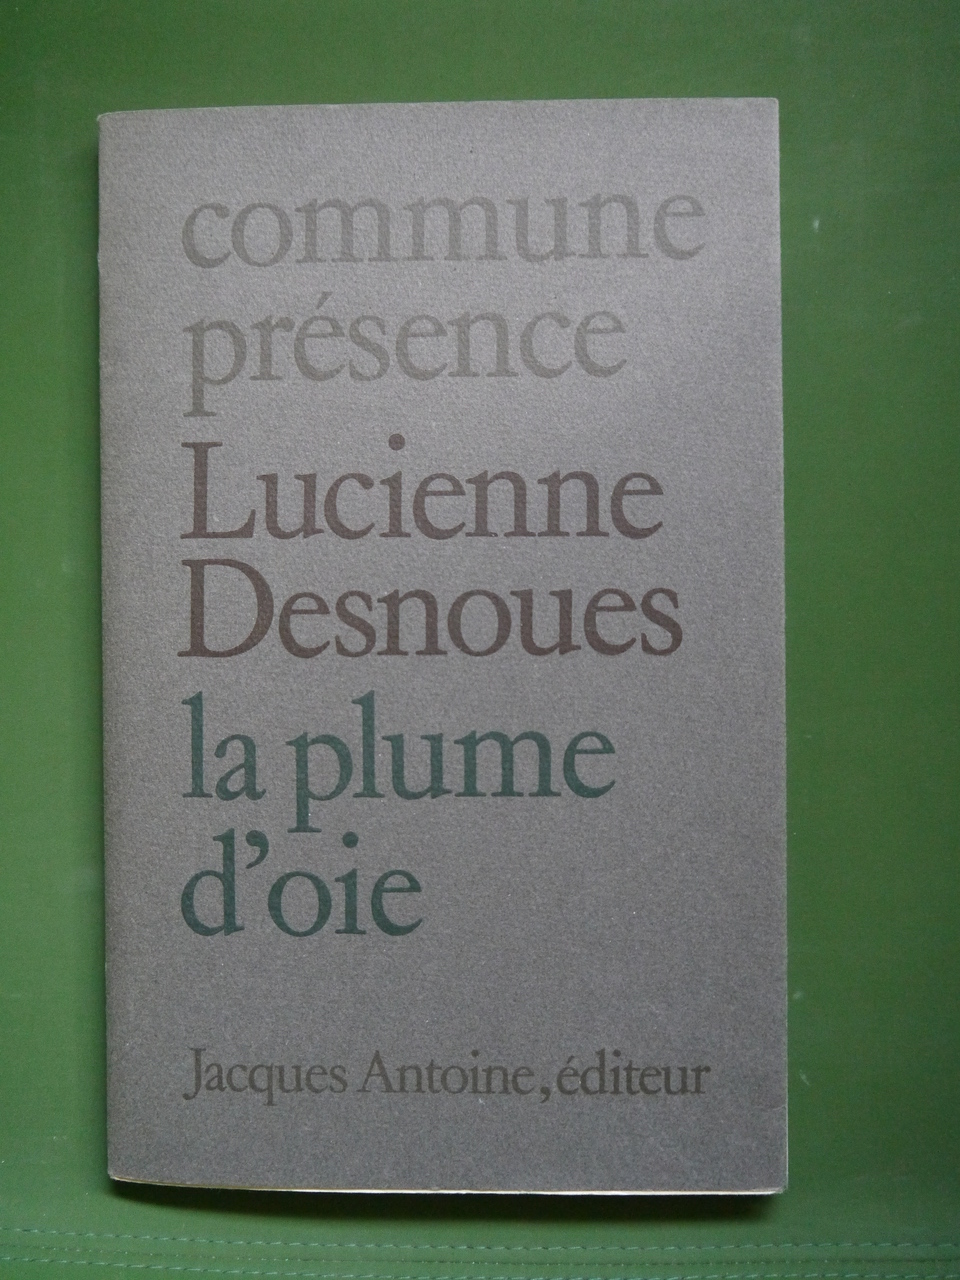 commune
présence
Lucienne
Desnoues
la plume
d'oie
Jacques Antoine, éditeur